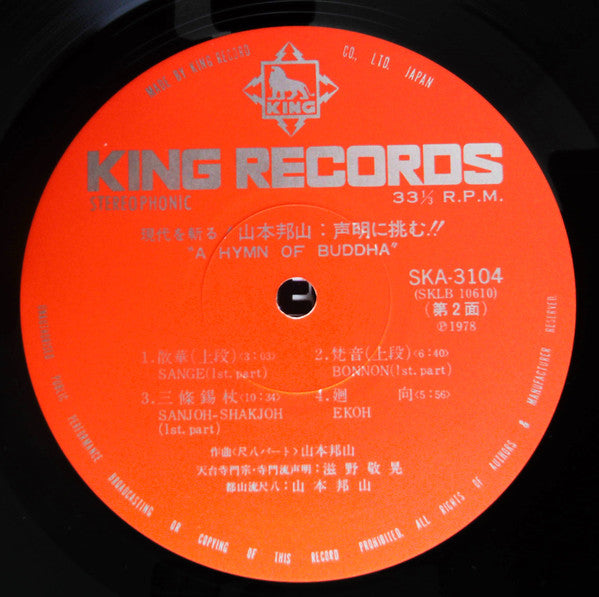 MADE BY KING RECORD CO., LTD. JAPAN
KING
KING RECORDS
STEREOPHONIC
33⅓ R.P.M.
現代を斬る! 山本邦山:声明に挑む!!
"A HYMN OF BUDDHA"
SKA-3104
(SKLB 10610)
(第2面)
Ⓟ1978
1.散華(上段)<3:03>
SANGE(1st. part)
2.梵音(上段)<6:40>
BONNON(1st. part)
3.三條錫杖<10:34>
SANJOH-SHAKJOH
(1st. part)
4.廻 向<5:56>
EKOH
作曲<尺八パート>山本邦山
天台寺門宗・寺門流声明:滋野敬晃
都山流尺八:山本邦山
UNAUTHORIZED PUBLIC PERFORMANCE BROADCASTING OR COPYING OF THIS RECORD PROHIBITED. ALL RIGHTS OF AUTHORS & MANUFACTURER RESERVED.